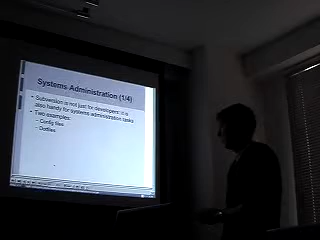 Systems Administration (1/4)
• Subversion is not just for developers: it is
also handy for systems administration tasks
• Two examples:
– Config files
– Dotfiles